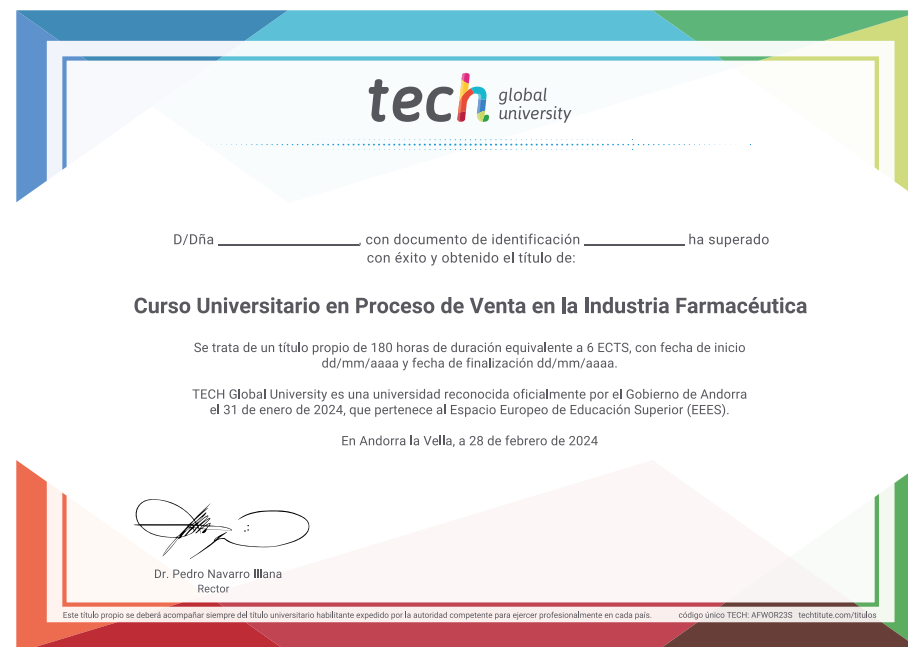 tech global university
D/Dña ______________, con documento de identificación __________ ha superado
con éxito y obtenido el título de:
Curso Universitario en Proceso de Venta en la Industria Farmacéutica
Se trata de un título propio de 180 horas de duración equivalente a 6 ECTS, con fecha de inicio
dd/mm/aaaa y fecha de finalización dd/mm/aaaa.
TECH Global University es una universidad reconocida oficialmente por el Gobierno de Andorra
el 31 de enero de 2024, que pertenece al Espacio Europeo de Educación Superior (EEES).
En Andorra la Vella, a 28 de febrero de 2024
Dr. Pedro Navarro Illana
Rector
Este título propio se deberá acompañar siempre del título universitario habilitante expedido por la autoridad competente para ejercer profesionalmente en cada país. código único TECH: AFWOR23S techtitute.com/titulos